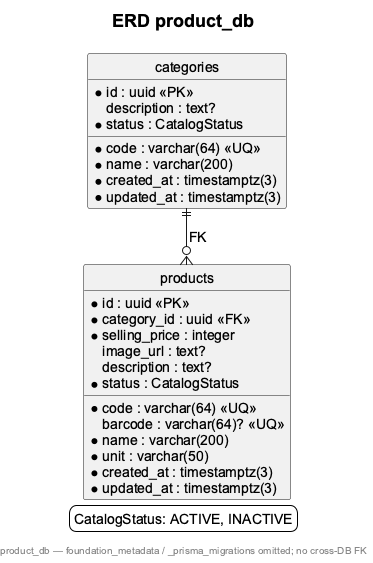 ERD product_db
categories
id : uuid «PK»
description : text?
status : CatalogStatus
code : varchar(64) «UQ»
name : varchar(200)
created_at : timestamptz(3)
updated_at : timestamptz(3)
FK
products
id : uuid «PK»
category_id : uuid «FK»
selling_price : integer
image_url : text?
description : text?
status : CatalogStatus
code : varchar(64) «UQ»
barcode : varchar(64)? «UQ»
name : varchar(200)
unit : varchar(50)
created_at : timestamptz(3)
updated_at : timestamptz(3)
CatalogStatus: ACTIVE, INACTIVE
product_db — foundation_metadata / _prisma_migrations omitted; no cross-DB FK